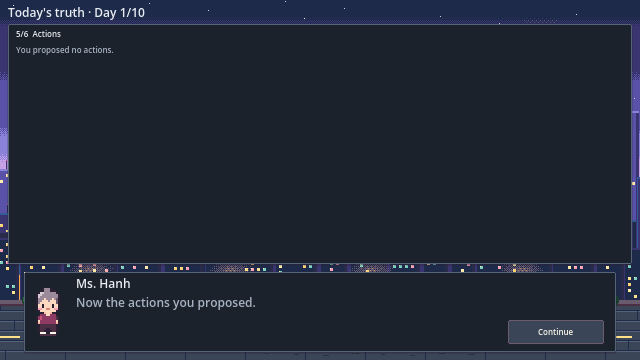 Today's truth · Day 1/10
5/6 Actions
You proposed no actions.
Ms. Hanh
Now the actions you proposed.
Continue